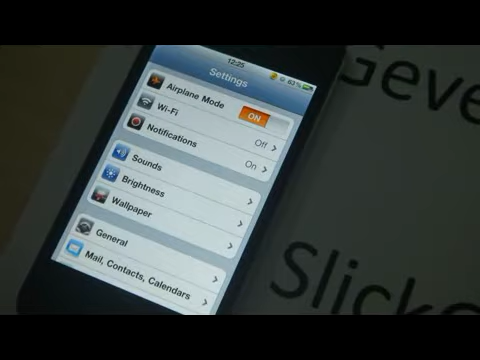 12:25
63%
Settings
Airplane Mode
ON
Wi-Fi
Off
Notifications
On
Sounds
Brightness
Wallpaper
General
Mail, Contacts, Calendars
Geve
Slick